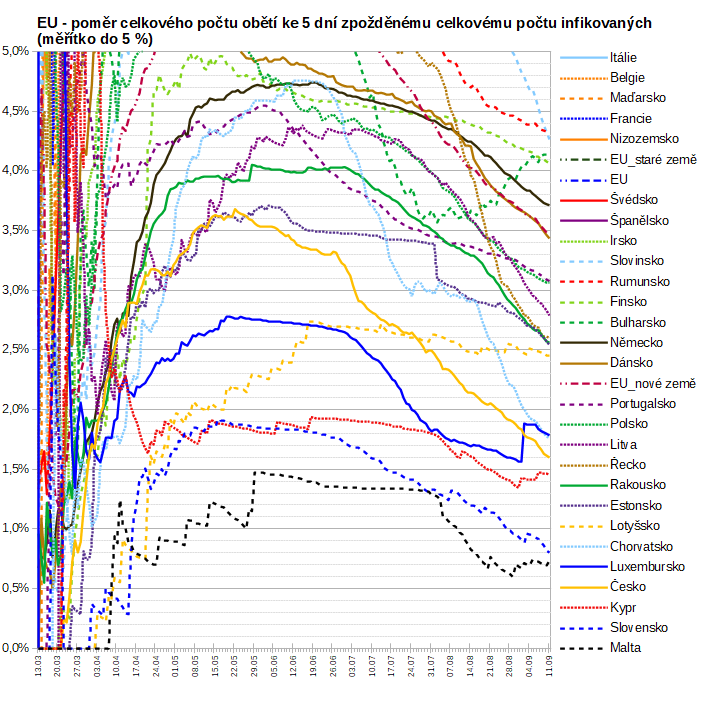 EU - poměr celkového počtu obětí ke 5 dní zpožděnému celkovému počtu infikovaných
(měřítko do 5 %)
5,0%
4,5%
4,0%
3,5%
3,0%
2,5%
2,0%
1,5%
1,0%
0,5%
0,0%
13.03
20.03
27.03
03.04
10.04
17.04
24.04
01.05
08.05
15.05
22.05
29.05
05.06
12.06
19.06
26.06
03.07
10.07
17.07
24.07
31.07
07.08
14.08
21.08
28.08
04.09
11.09
Itálie
Belgie
Maďarsko
Francie
Nizozemsko
EU_staré země
EU
Švédsko
Španělsko
Irsko
Slovinsko
Rumunsko
Finsko
Bulharsko
Německo
Dánsko
EU_nové země
Portugalsko
Polsko
Litva
Řecko
Rakousko
Estonsko
Lotyšsko
Chorvatsko
Luxembursko
Česko
Kypr
Slovensko
Malta